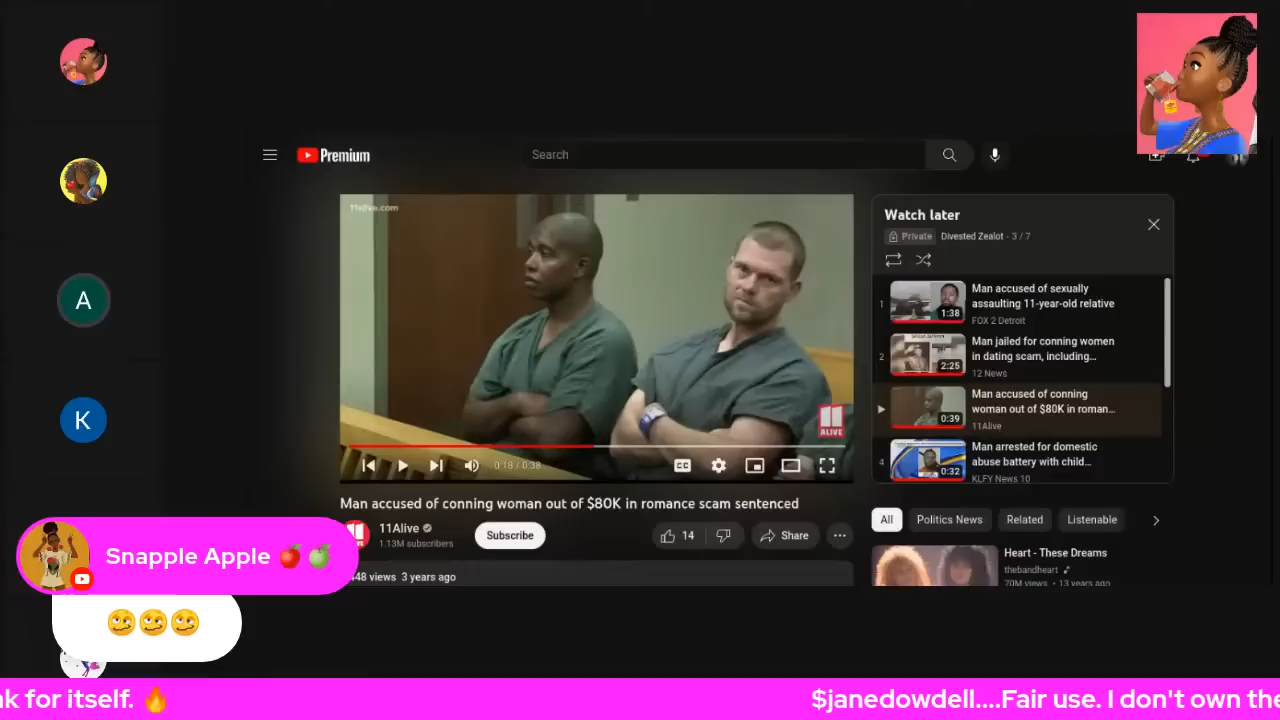 Premium
Search
11alive.com
11
ALIVE
0:18 / 0:38
CC
Man accused of conning woman out of $80K in romance scam sentenced
11Alive
1.13M subscribers
Subscribe
14
Share
448 views 3 years ago
Watch later
Private
Divested Zealot - 3 / 7
1
1:38
Man accused of sexually
assaulting 11-year-old relative
FOX 2 Detroit
2
2:25
Man jailed for conning women
in dating scam, including...
12 News
0:39
Man accused of conning
woman out of $80K in roman...
11Alive
4
0:32
Man arrested for domestic
abuse battery with child...
KLFY News 10
All
Politics News
Related
Listenable
Heart - These Dreams
thebandheart
70M views • 13 years ago
A
K
Snapple Apple 🍎🍏
🥴🥴🥴
nk for itself. 🔥
$janedowdell....Fair use. I don't own the